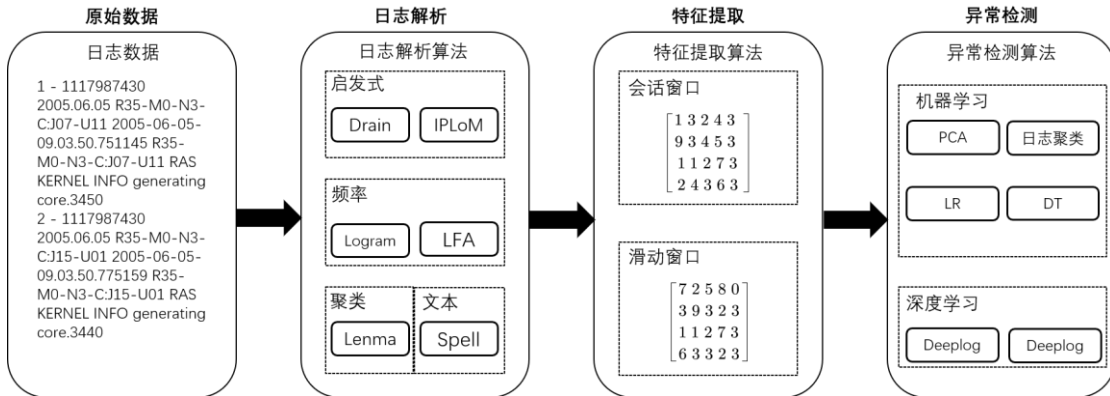 原始数据
日志数据
1 - 1117987430
2005.06.05 R35-M0-N3-
C:J07-U11 2005-06-05-
09.03.50.751145 R35-
M0-N3-C:J07-U11 RAS
KERNEL INFO generating
core.3450
2 - 1117987430
2005.06.05 R35-M0-N3-
C:J15-U01 2005-06-05-
09.03.50.775159 R35-
M0-N3-C:J15-U01 RAS
KERNEL INFO generating
core.3440
日志解析
日志解析算法
启发式
Drain IPLoM
频率
Logram LFA
聚类 文本
Lenma Spell
特征提取
特征提取算法
会话窗口
1 3 2 4 3
9 3 4 5 3
1 1 2 7 3
2 4 3 6 3
滑动窗口
7 2 5 8 0
3 9 3 2 3
1 1 2 7 3
6 3 3 2 3
异常检测
异常检测算法
机器学习
PCA 日志聚类
LR DT
深度学习
Deeplog Deeplog